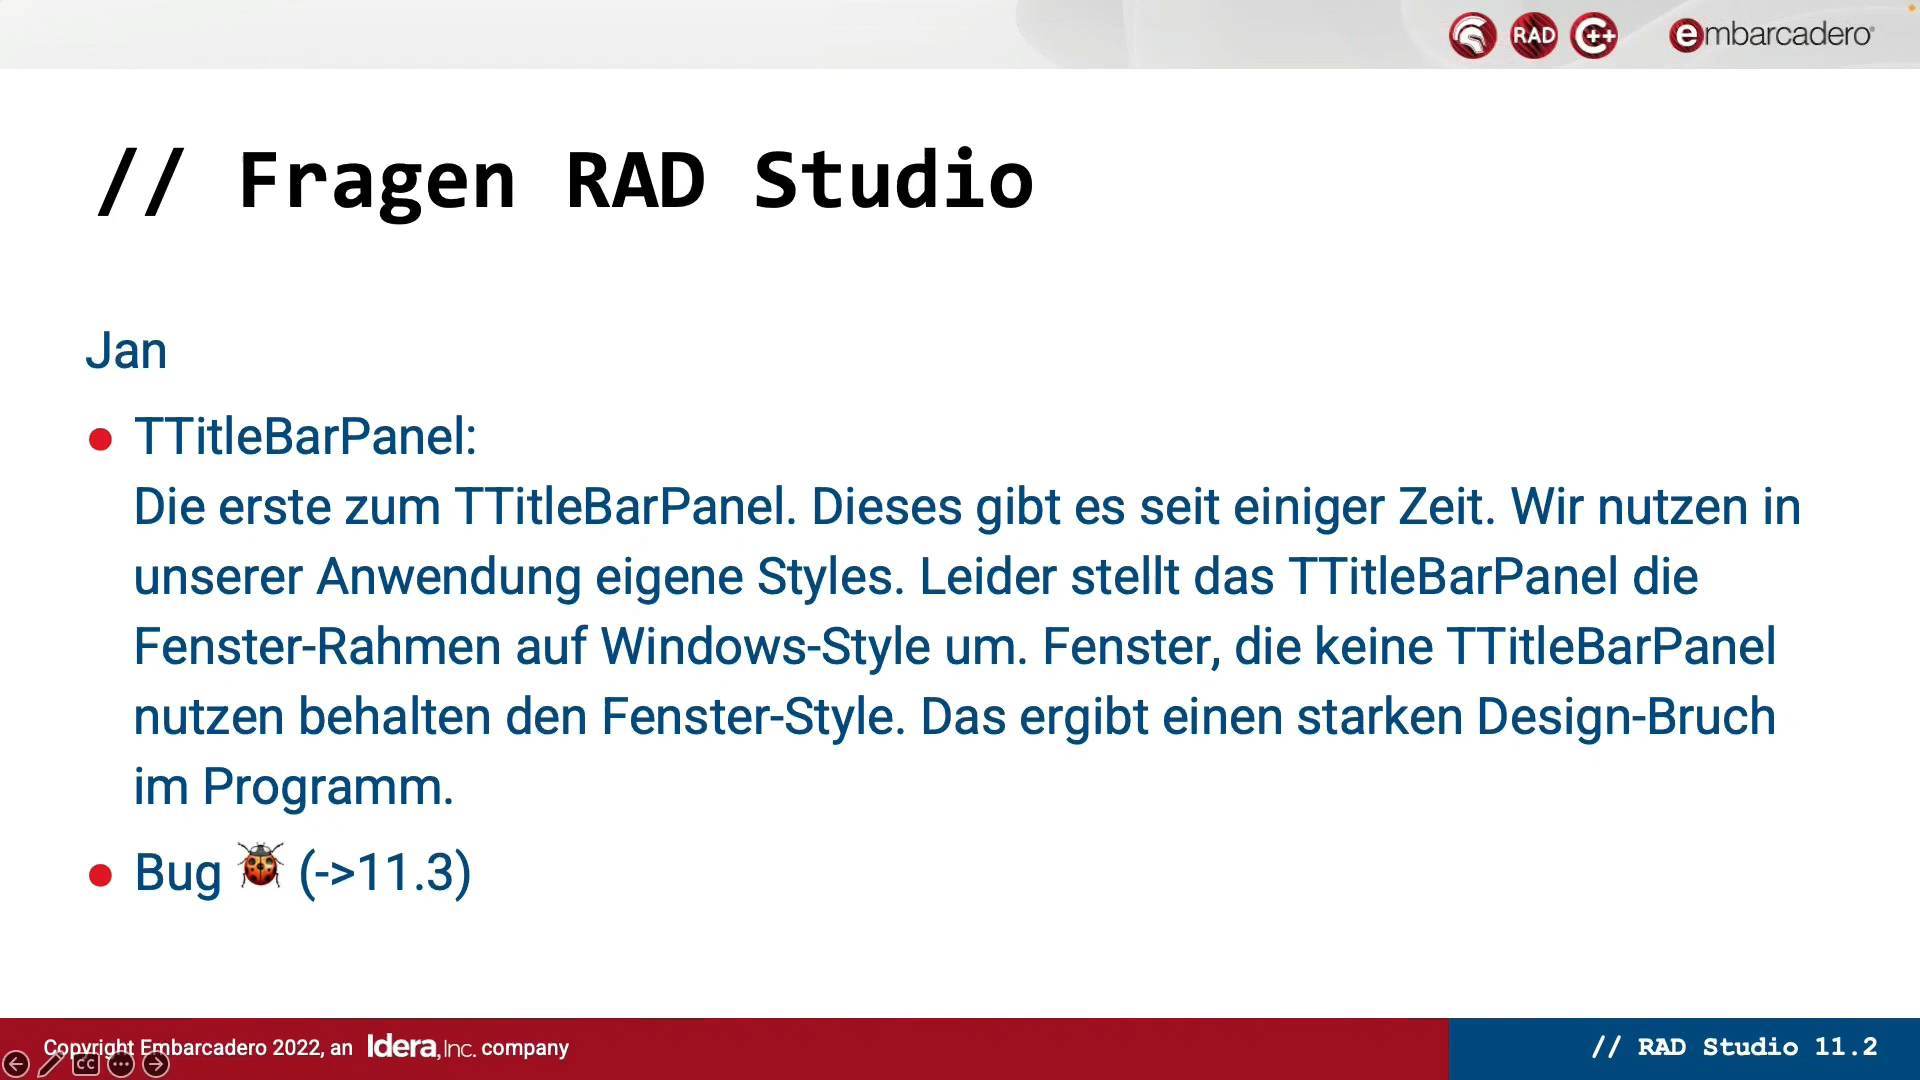 RAD C++ embarcadero
// Fragen RAD Studio
Jan
TTitleBarPanel:
Die erste zum TTitleBarPanel. Dieses gibt es seit einiger Zeit. Wir nutzen in
unserer Anwendung eigene Styles. Leider stellt das TTitleBarPanel die
Fenster-Rahmen auf Windows-Style um. Fenster, die keine TTitleBarPanel
nutzen behalten den Fenster-Style. Das ergibt einen starken Design-Bruch
im Programm.
Bug 🐞 (->11.3)
Copyright Embarcadero 2022, an Idera, Inc. company
CC
// RAD Studio 11.2